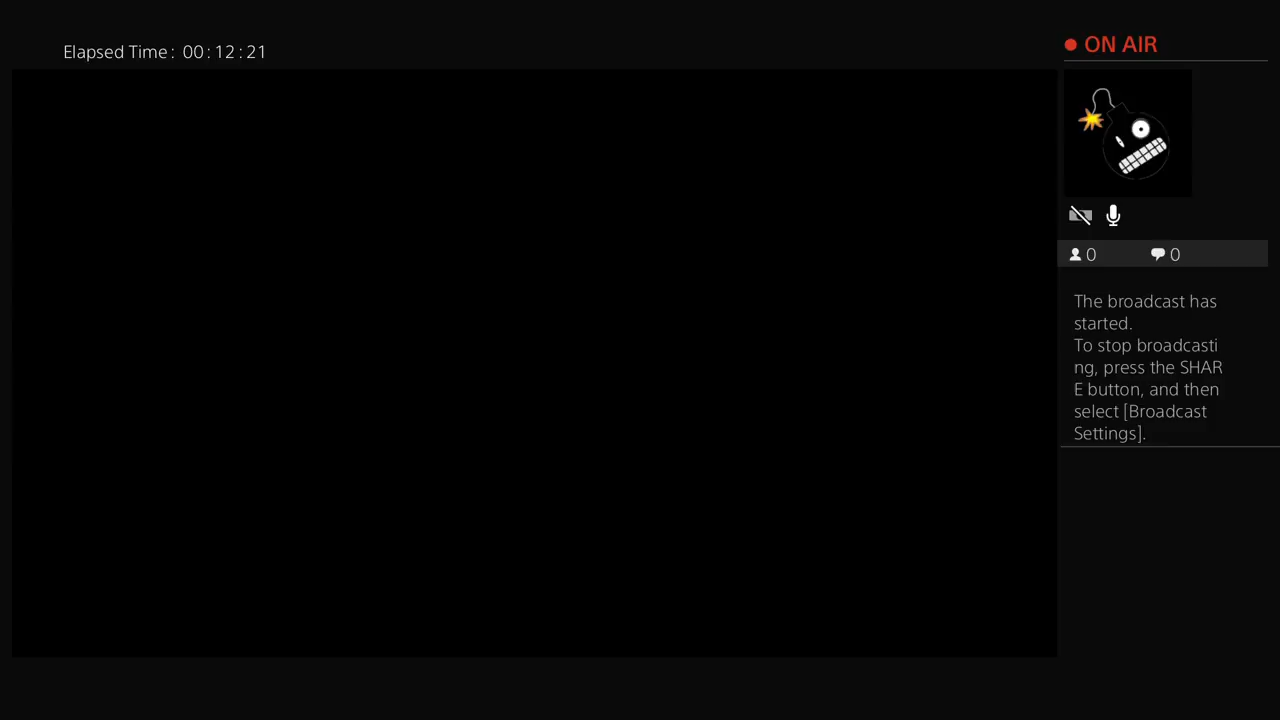 Elapsed Time: 00:12:21
ON AIR
0 0
The broadcast has
started.
To stop broadcasti
ng, press the SHAR
E button, and then
select [Broadcast
Settings].